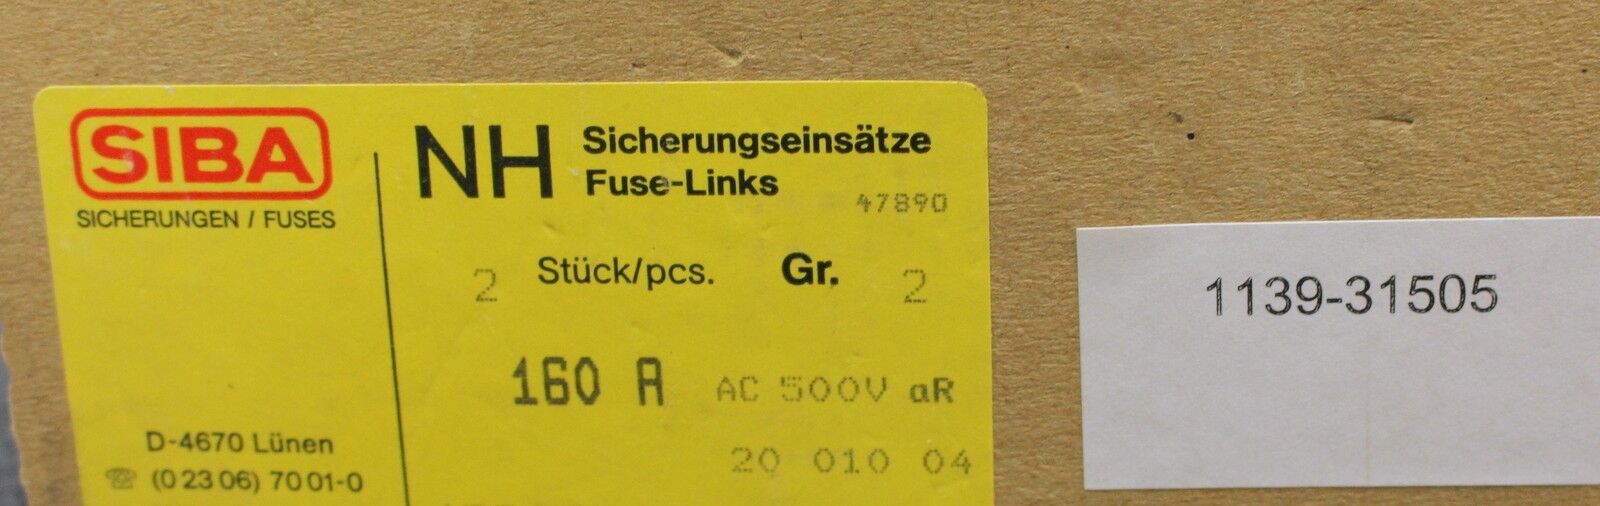 SIBA
SICHERUNGEN / FUSES
D-4670 Lünen
☏ (0 23 06) 70 01-0
NH Sicherungseinsätze
Fuse-Links
47890
2 Stück/pcs. Gr. 2
160 A AC 500V aR
20 010 04
1139-31505